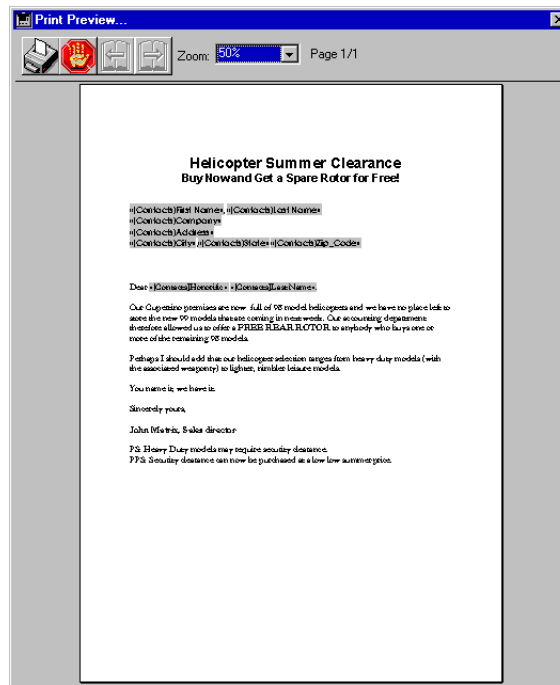 Print Preview...
Zoom: 50% Page 1/1
Helicopter Summer Clearance
Buy Nowand Get a Spare Rotor for Free!
«[Contacts]First Name», «[Contacts]Last Name»
«[Contacts]Company»
«[Contacts]Address»
«[Contacts]City», «[Contacts]State» «[Contacts]Zip_Code»
Dear «[Contacts]Honorific» «[Contacts]Last Name»,
Our Cupertino premises are now full of 98 model helicopters and we have no place left to
store the new 99 models that are coming in next week. Our accounting department
therefore allowed us to offer a FREE REAR ROTOR to anybody who buys one or
more of the remaining 98 models.
Perhaps I should add that our helicopter selection ranges from heavy duty models (with
the associated weaponry) to lighter, nimbler leisure models.
You name it, we have it.
Sincerely yours,
John Matrix, Sales director
PS: Heavy Duty models may require security clearance.
PPS: Security clearance can now be purchased at a low low summer price.